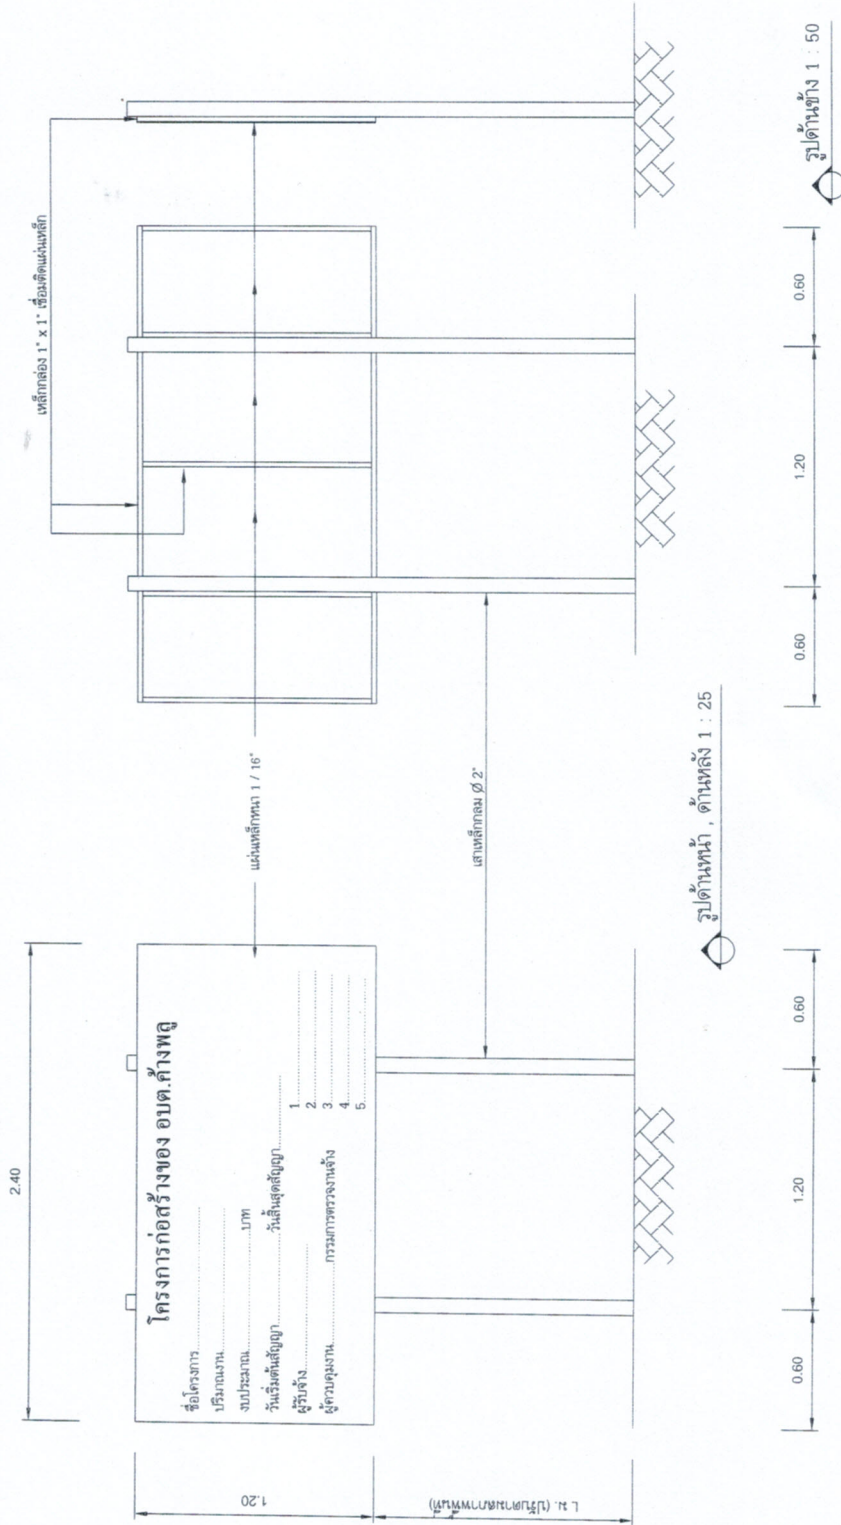 2.40
โครงการก่อสร้างของ อบต.ค้างพลู
ชื่อโครงการ
ปริมาณงาน
งบประมาณ บาท
วันเริ่มต้นสัญญา วันสิ้นสุดสัญญา
ผู้รับจ้าง
ผู้ควบคุมงาน กรรมการตรวจงานจ้าง
1
2
3
4
5
1.20
L ม. (ปรับตามสภาพพื้นที่)
0.60
1.20
0.60
รูปด้านหน้า , ด้านหลัง 1 : 25
แผ่นเหล็กหนา 1 / 16"
เสาเหล็กกลม Ø 2"
เหล็กกล่อง 1" x 1" เชื่อมติดแผ่นเหล็ก
0.60
1.20
0.60
รูปด้านข้าง 1 : 50